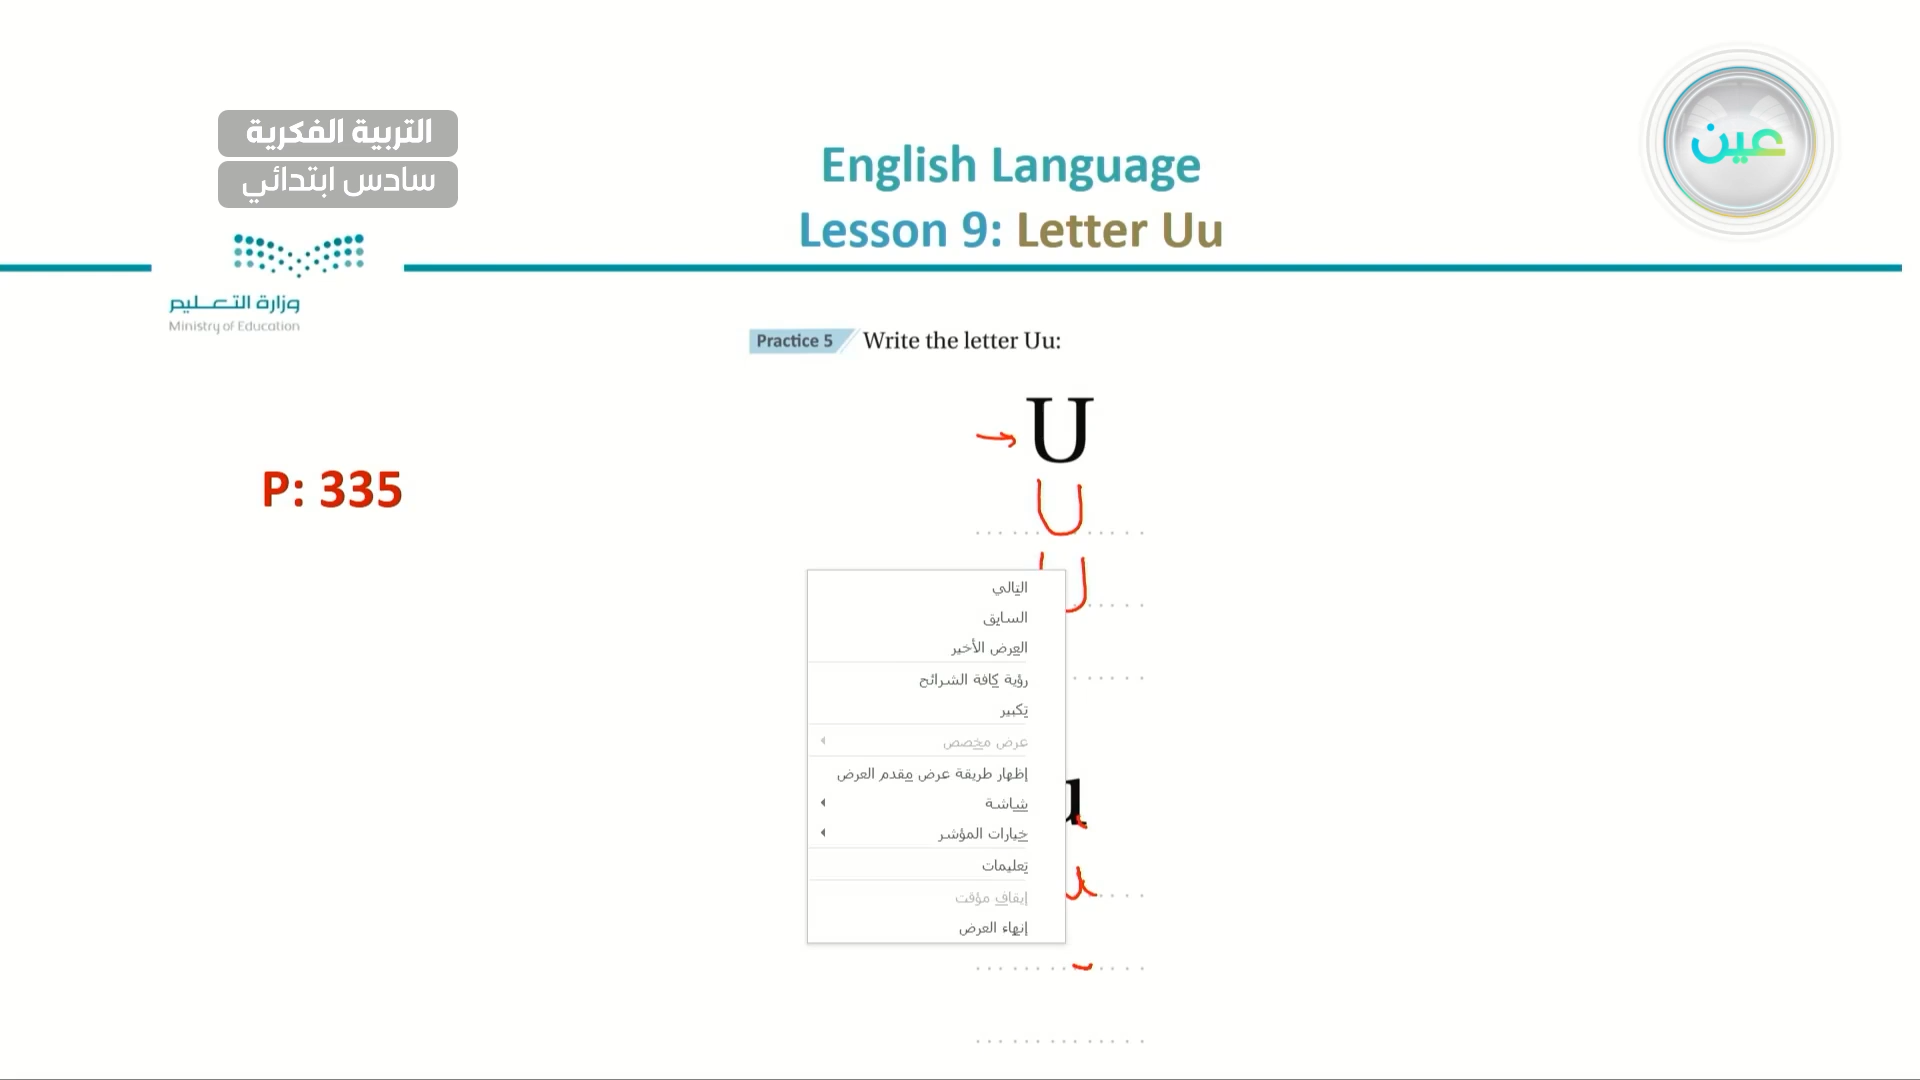 التربية الفكرية
سادس ابتدائي
عين
English Language
Lesson 9: Letter Uu
وزارة التعليم
Ministry of Education
Practice 5 Write the letter Uu:
U
P: 335
U
U
التالي
السابق
العرض الأخير
رؤية كافة الشرائح
تكبير
عرض مخصص
إظهار طريقة عرض مقدم العرض
شاشة
خيارات المؤشر
تعليمات
إيقاف مؤقت
إنهاء العرض
u
u